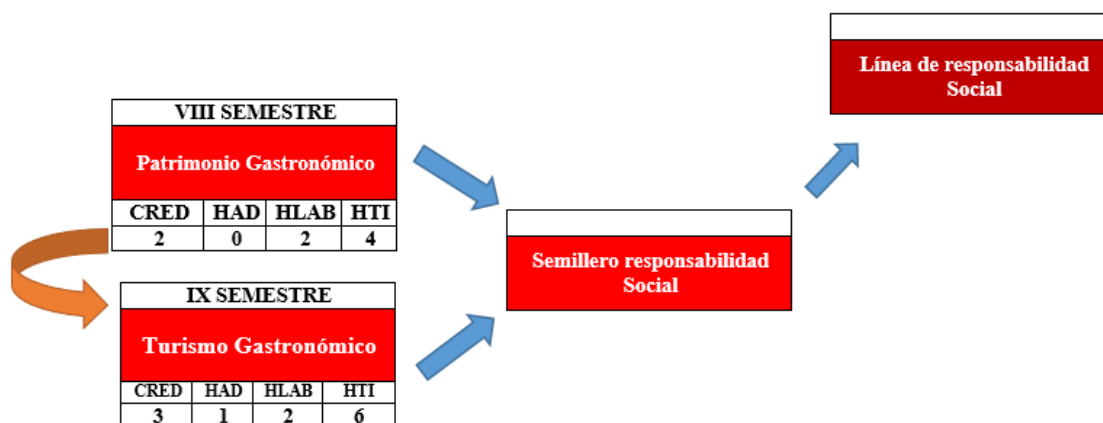 VIII SEMESTRE
Patrimonio Gastronómico
CRED HAD HLAB HTI
2 0 2 4
IX SEMESTRE
Turismo Gastronómico
CRED HAD HLAB HTI
3 1 2 6
Semillero responsabilidad
Social
Línea de responsabilidad
Social